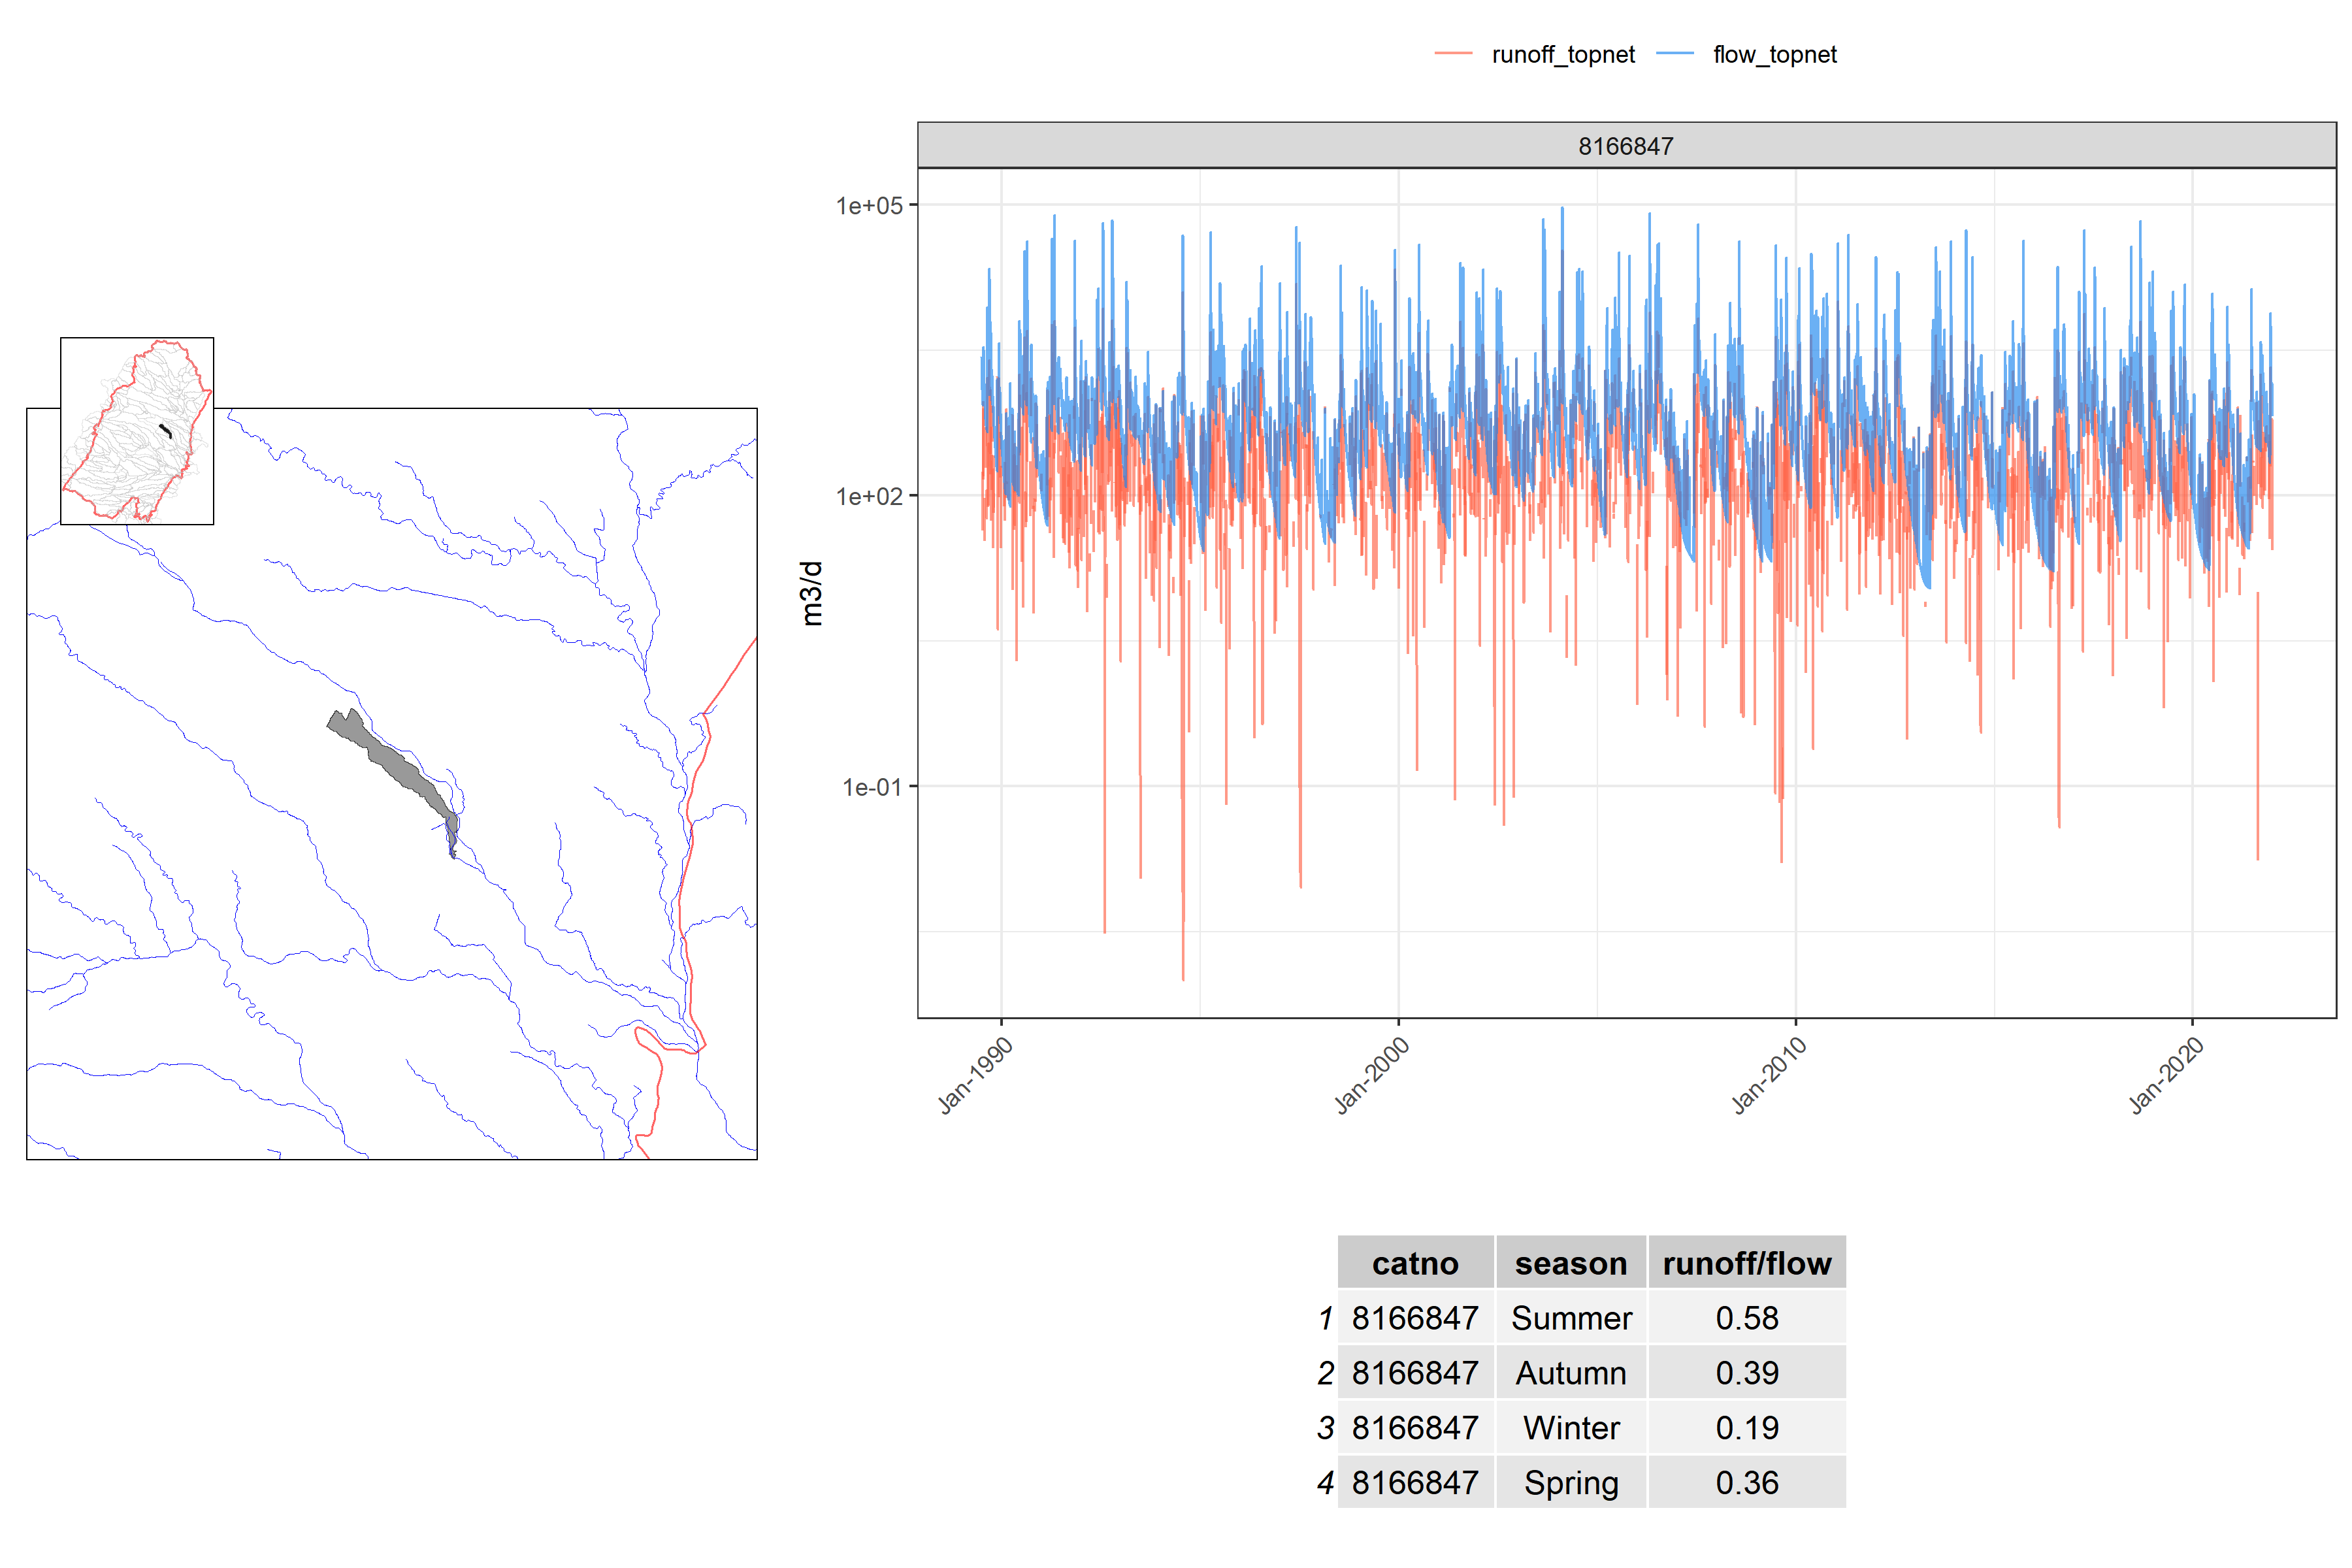 runoff_topnet flow_topnet
8166847
1e+05
1e+02
1e-01
m3/d
Jan-1990 Jan-2000 Jan-2010 Jan-2020
catno season runoff/flow
1 8166847 Summer 0.58
2 8166847 Autumn 0.39
3 8166847 Winter 0.19
4 8166847 Spring 0.36